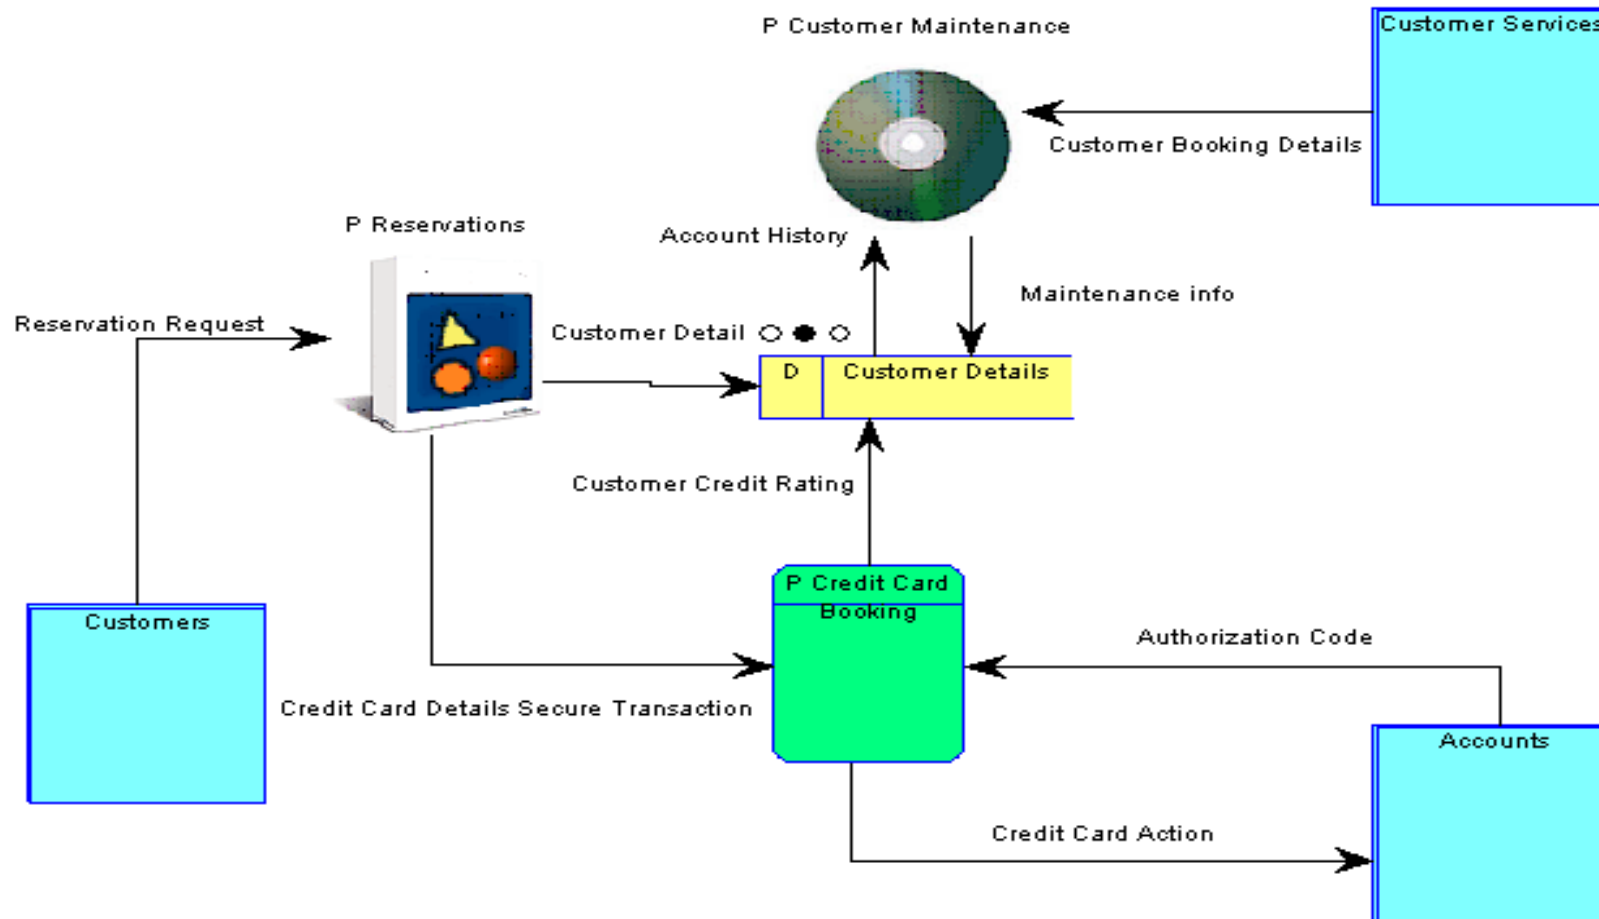 P Customer Maintenance
Customer Services
Customer Booking Details
P Reservations
Account History
Maintenance info
Reservation Request
Customer Detail
D
Customer Details
Customer Credit Rating
P Credit Card
Booking
Customers
Authorization Code
Credit Card Details Secure Transaction
Accounts
Credit Card Action